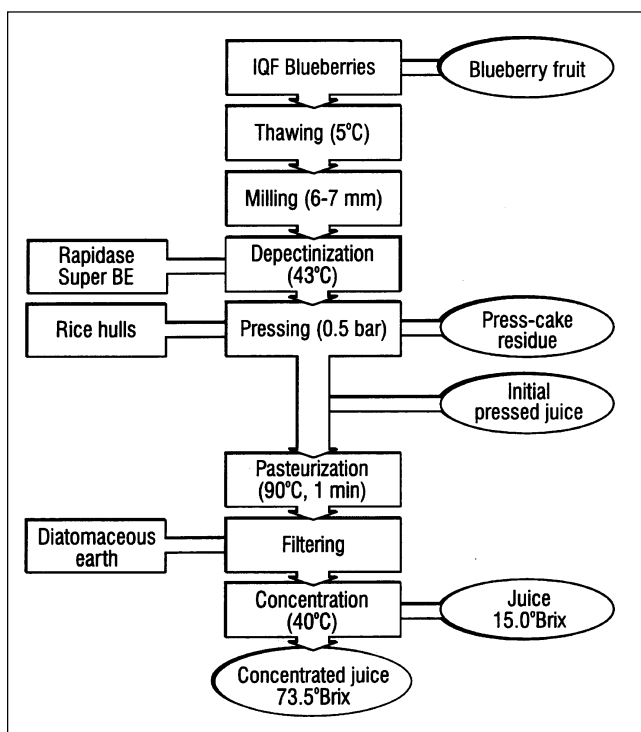 IQF Blueberries
Blueberry fruit
Thawing (5°C)
Milling (6-7 mm)
Rapidase
Super BE
Depectinization
(43°C)
Rice hulls
Pressing (0.5 bar)
Press-cake
residue
Initial
pressed juice
Pasteurization
(90°C, 1 min)
Diatomaceous
earth
Filtering
Concentration
(40°C)
Juice
15.0°Brix
Concentrated juice
73.5°Brix